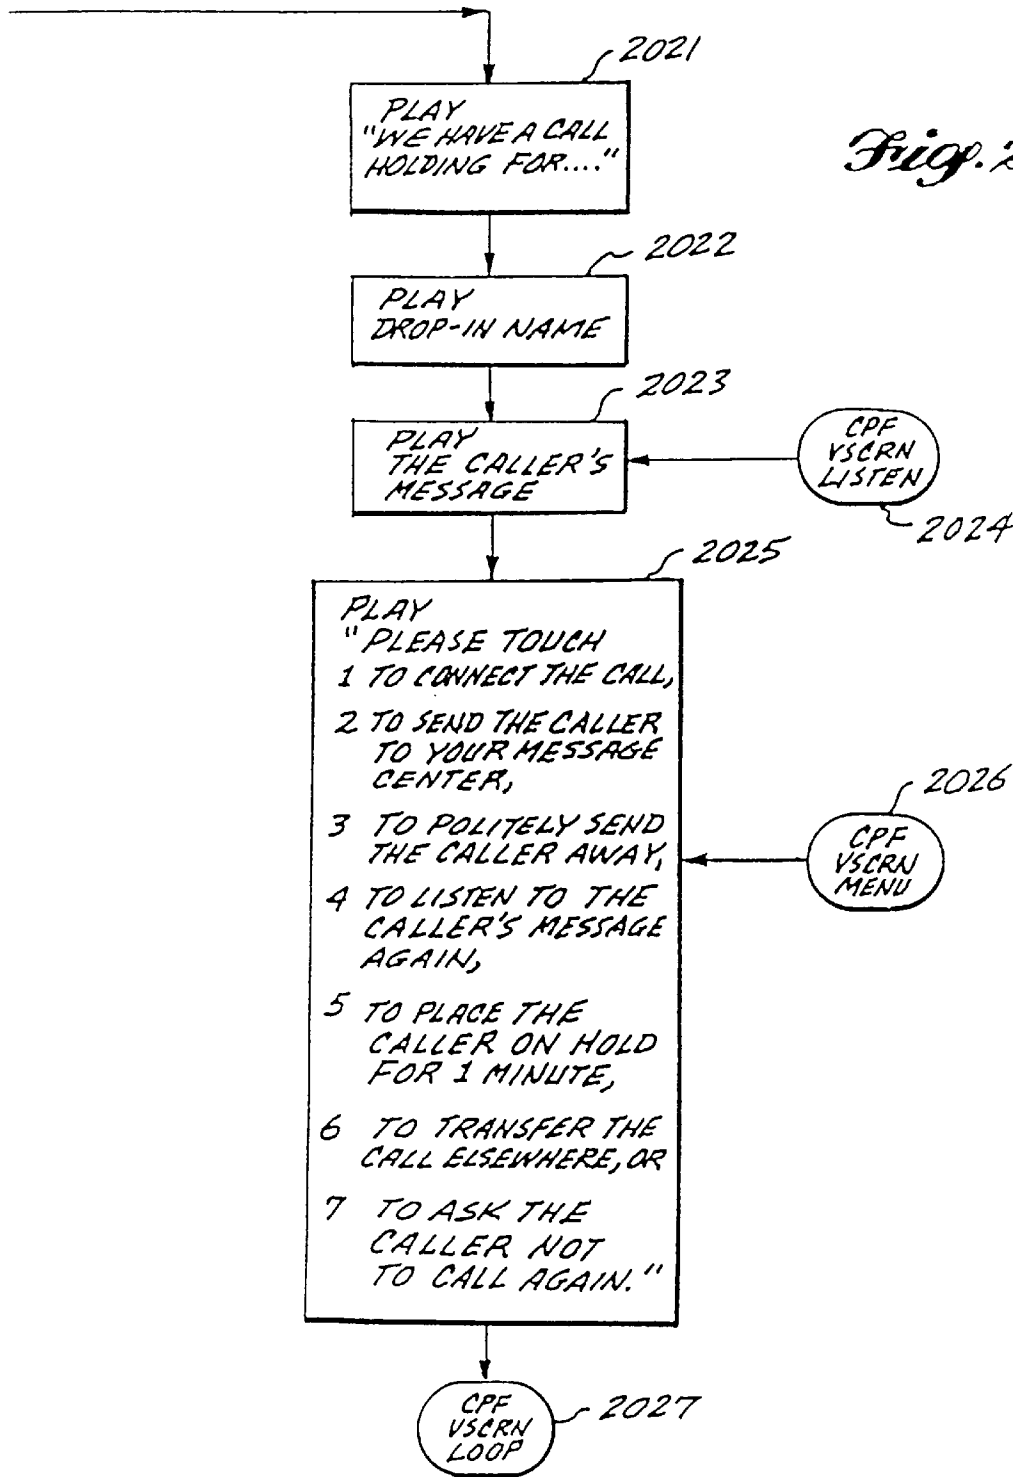 2021
PLAY
"WE HAVE A CALL
HOLDING FOR...."
Fig. 2
2022
PLAY
DROP-IN NAME
2023
PLAY
THE CALLER'S
MESSAGE
CPF
VSCRN
LISTEN
2024
2025
PLAY
"PLEASE TOUCH
1 TO CONNECT THE CALL,
2 TO SEND THE CALLER
TO YOUR MESSAGE
CENTER,
3 TO POLITELY SEND
THE CALLER AWAY,
4 TO LISTEN TO THE
CALLER'S MESSAGE
AGAIN,
5 TO PLACE THE
CALLER ON HOLD
FOR 1 MINUTE,
6 TO TRANSFER THE
CALL ELSEWHERE, OR
7 TO ASK THE
CALLER NOT
TO CALL AGAIN."
2026
CPF
VSCRN
MENU
CPF
VSCRN
LOOP
2027